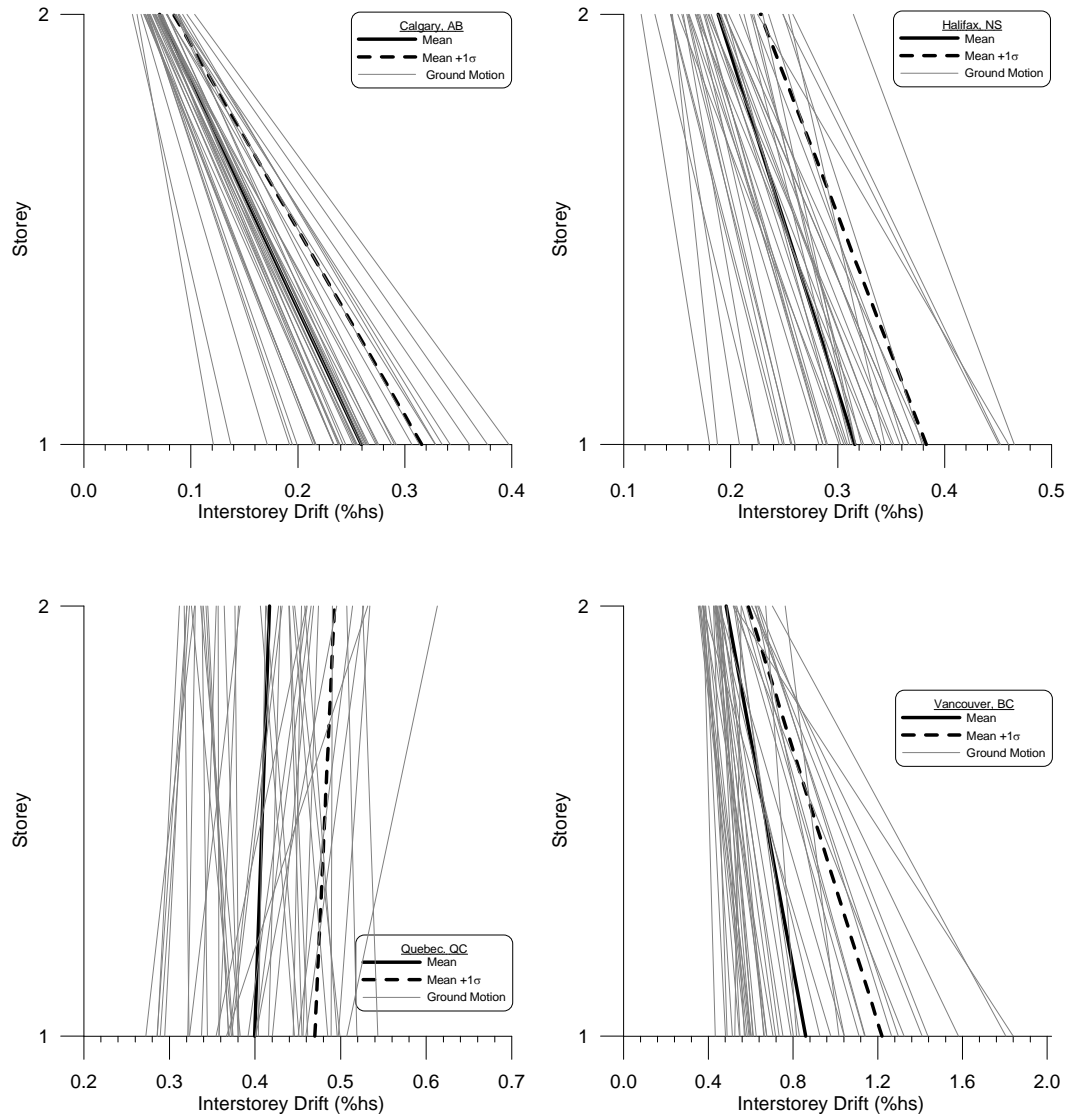 2
Calgary, AB
Mean
Mean +1σ
Ground Motion
Storey
1
0.0 0.1 0.2 0.3 0.4
Interstorey Drift (%hs)
2
Halifax, NS
Mean
Mean +1σ
Ground Motion
Storey
1
0.1 0.2 0.3 0.4 0.5
Interstorey Drift (%hs)
2
Storey
Quebec, QC
Mean
Mean +1σ
Ground Motion
1
0.2 0.3 0.4 0.5 0.6 0.7
Interstorey Drift (%hs)
2
Vancouver, BC
Mean
Mean +1σ
Ground Motion
Storey
1
0.0 0.4 0.8 1.2 1.6 2.0
Interstorey Drift (%hs)